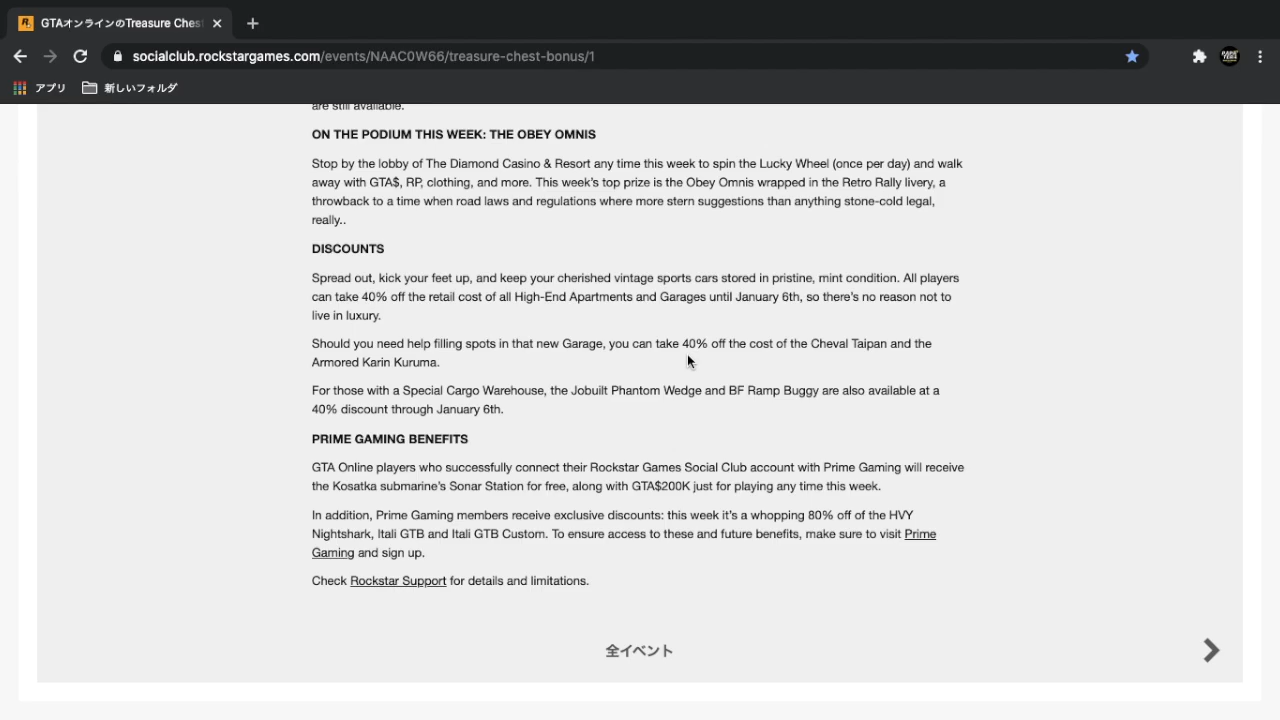 GTAオンラインのTreasure Ches
socialclub.rockstargames.com/events/NAAC0W66/treasure-chest-bonus/1
アプリ 新しいフォルダ
are still available.
ON THE PODIUM THIS WEEK: THE OBEY OMNIS
Stop by the lobby of The Diamond Casino & Resort any time this week to spin the Lucky Wheel (once per day) and walk
away with GTA$, RP, clothing, and more. This week's top prize is the Obey Omnis wrapped in the Retro Rally livery, a
throwback to a time when road laws and regulations where more stern suggestions than anything stone-cold legal,
really..
DISCOUNTS
Spread out, kick your feet up, and keep your cherished vintage sports cars stored in pristine, mint condition. All players
can take 40% off the retail cost of all High-End Apartments and Garages until January 6th, so there's no reason not to
live in luxury.
Should you need help filling spots in that new Garage, you can take 40% off the cost of the Cheval Taipan and the
Armored Karin Kuruma.
For those with a Special Cargo Warehouse, the Jobuilt Phantom Wedge and BF Ramp Buggy are also available at a
40% discount through January 6th.
PRIME GAMING BENEFITS
GTA Online players who successfully connect their Rockstar Games Social Club account with Prime Gaming will receive
the Kosatka submarine's Sonar Station for free, along with GTA$200K just for playing any time this week.
In addition, Prime Gaming members receive exclusive discounts: this week it's a whopping 80% off of the HVY
Nightshark, Itali GTB and Itali GTB Custom. To ensure access to these and future benefits, make sure to visit Prime
Gaming and sign up.
Check Rockstar Support for details and limitations.
全イベント